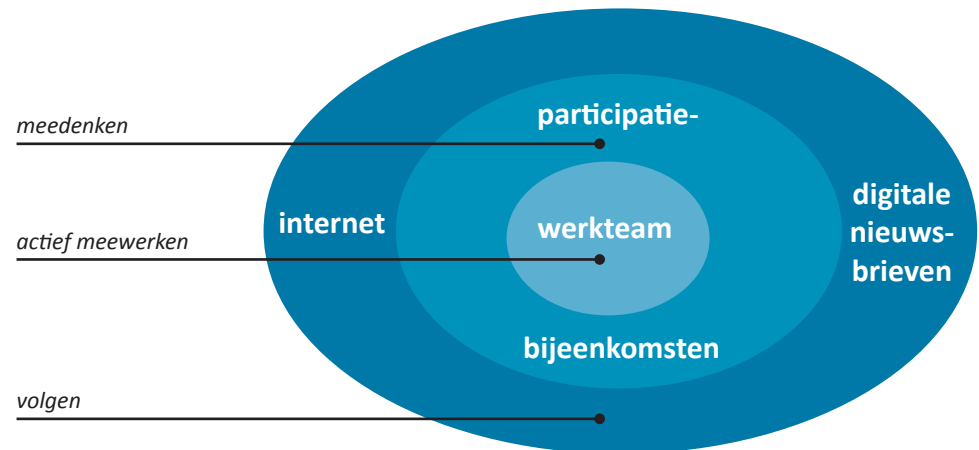 meedenken
actief meewerken
volgen
participatie-
internet
werkteam
digitale
nieuws-
brieven
bijeenkomsten